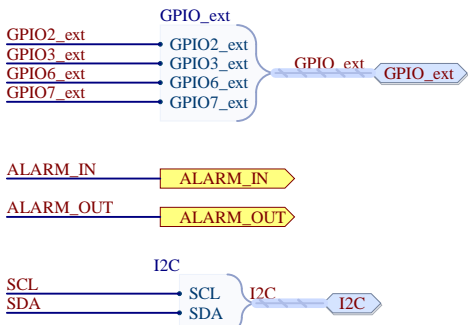 GPIO_ext
GPIO2_ext GPIO2_ext
GPIO3_ext GPIO3_ext GPIO_ext GPIO_ext
GPIO6_ext GPIO6_ext
GPIO7_ext GPIO7_ext
ALARM_IN ALARM_IN
ALARM_OUT ALARM_OUT
I2C
SCL SCL I2C I2C
SDA SDA